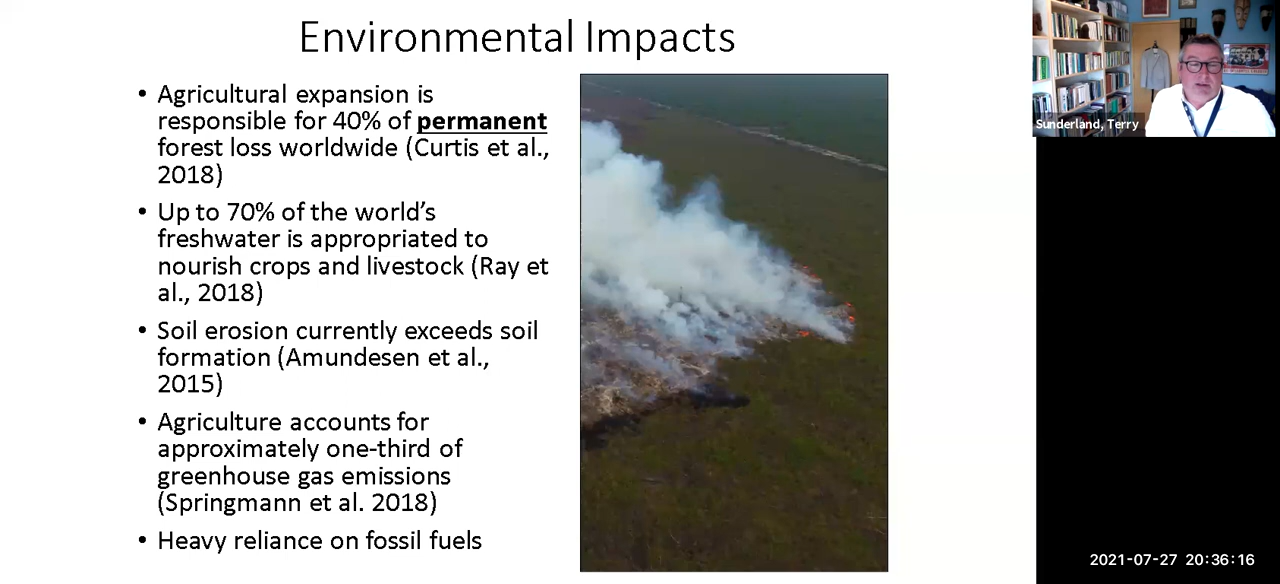 Environmental Impacts
• Agricultural expansion is
responsible for 40% of permanent
forest loss worldwide (Curtis et al.,
2018)
• Up to 70% of the world’s
freshwater is appropriated to
nourish crops and livestock (Ray et
al., 2018)
• Soil erosion currently exceeds soil
formation (Amundesen et al.,
2015)
• Agriculture accounts for
approximately one-third of
greenhouse gas emissions
(Springmann et al. 2018)
• Heavy reliance on fossil fuels
Sunderland, Terry
2021-07-27 20:36:16